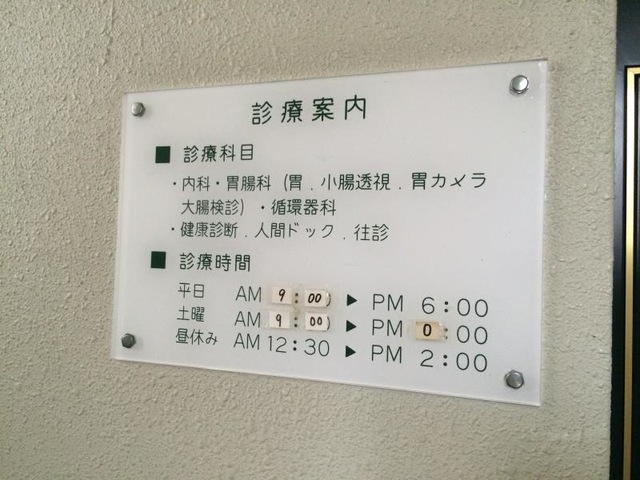 診療案内
■ 診療科目
・内科・胃腸科(胃.小腸透視.胃カメラ
大腸検診)・循環器科
・健康診断.人間ドック.往診
■ 診療時間
平日 AM 9:00 ▶ PM 6:00
土曜 AM 9:00 ▶ PM 0:00
昼休み AM 12:30 ▶ PM 2:00